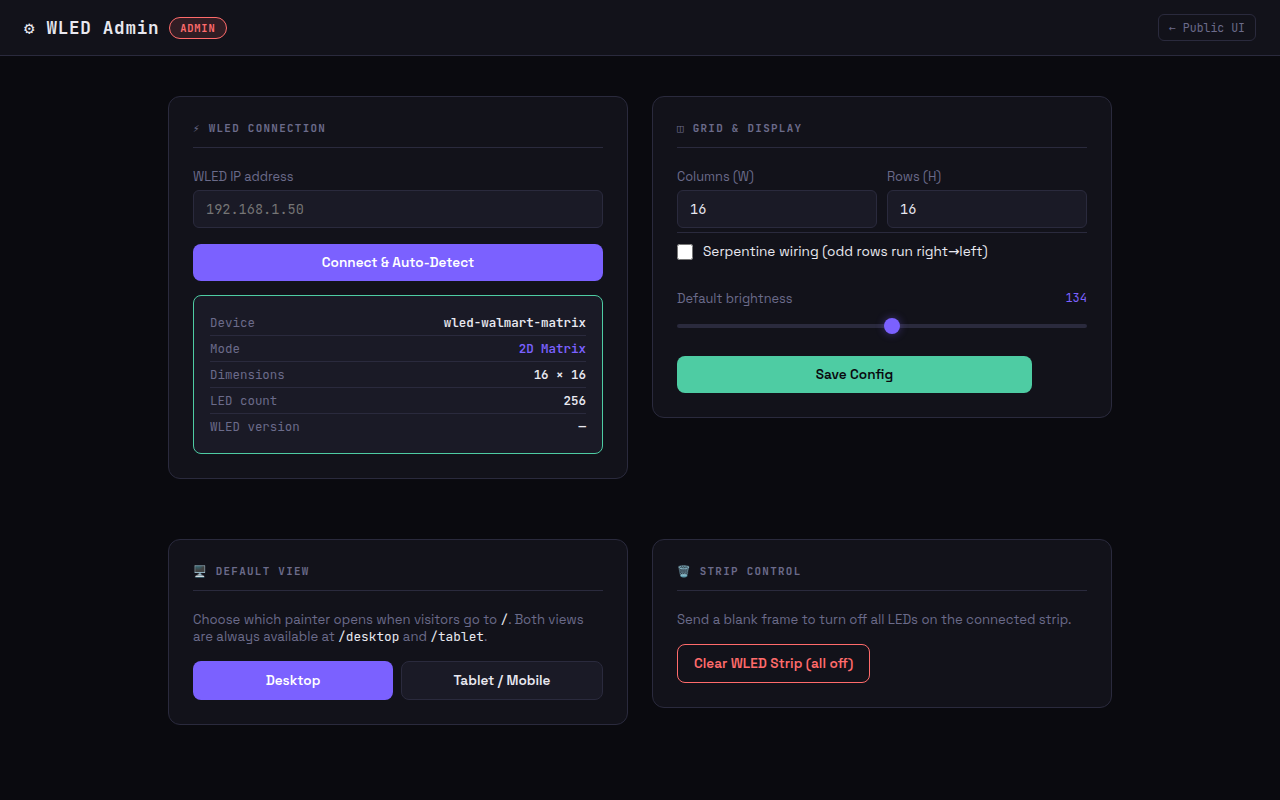 ⚙ WLED Admin ADMIN
← Public UI
⚡ WLED CONNECTION
WLED IP address
192.168.1.50
Connect & Auto-Detect
Device wled-walmart-matrix
Mode 2D Matrix
Dimensions 16 × 16
LED count 256
WLED version —
◫ GRID & DISPLAY
Columns (W) Rows (H)
16 16
Serpentine wiring (odd rows run right→left)
Default brightness 134
Save Config
🖥️ DEFAULT VIEW
Choose which painter opens when visitors go to /. Both views
are always available at /desktop and /tablet.
Desktop Tablet / Mobile
🗑️ STRIP CONTROL
Send a blank frame to turn off all LEDs on the connected strip.
Clear WLED Strip (all off)